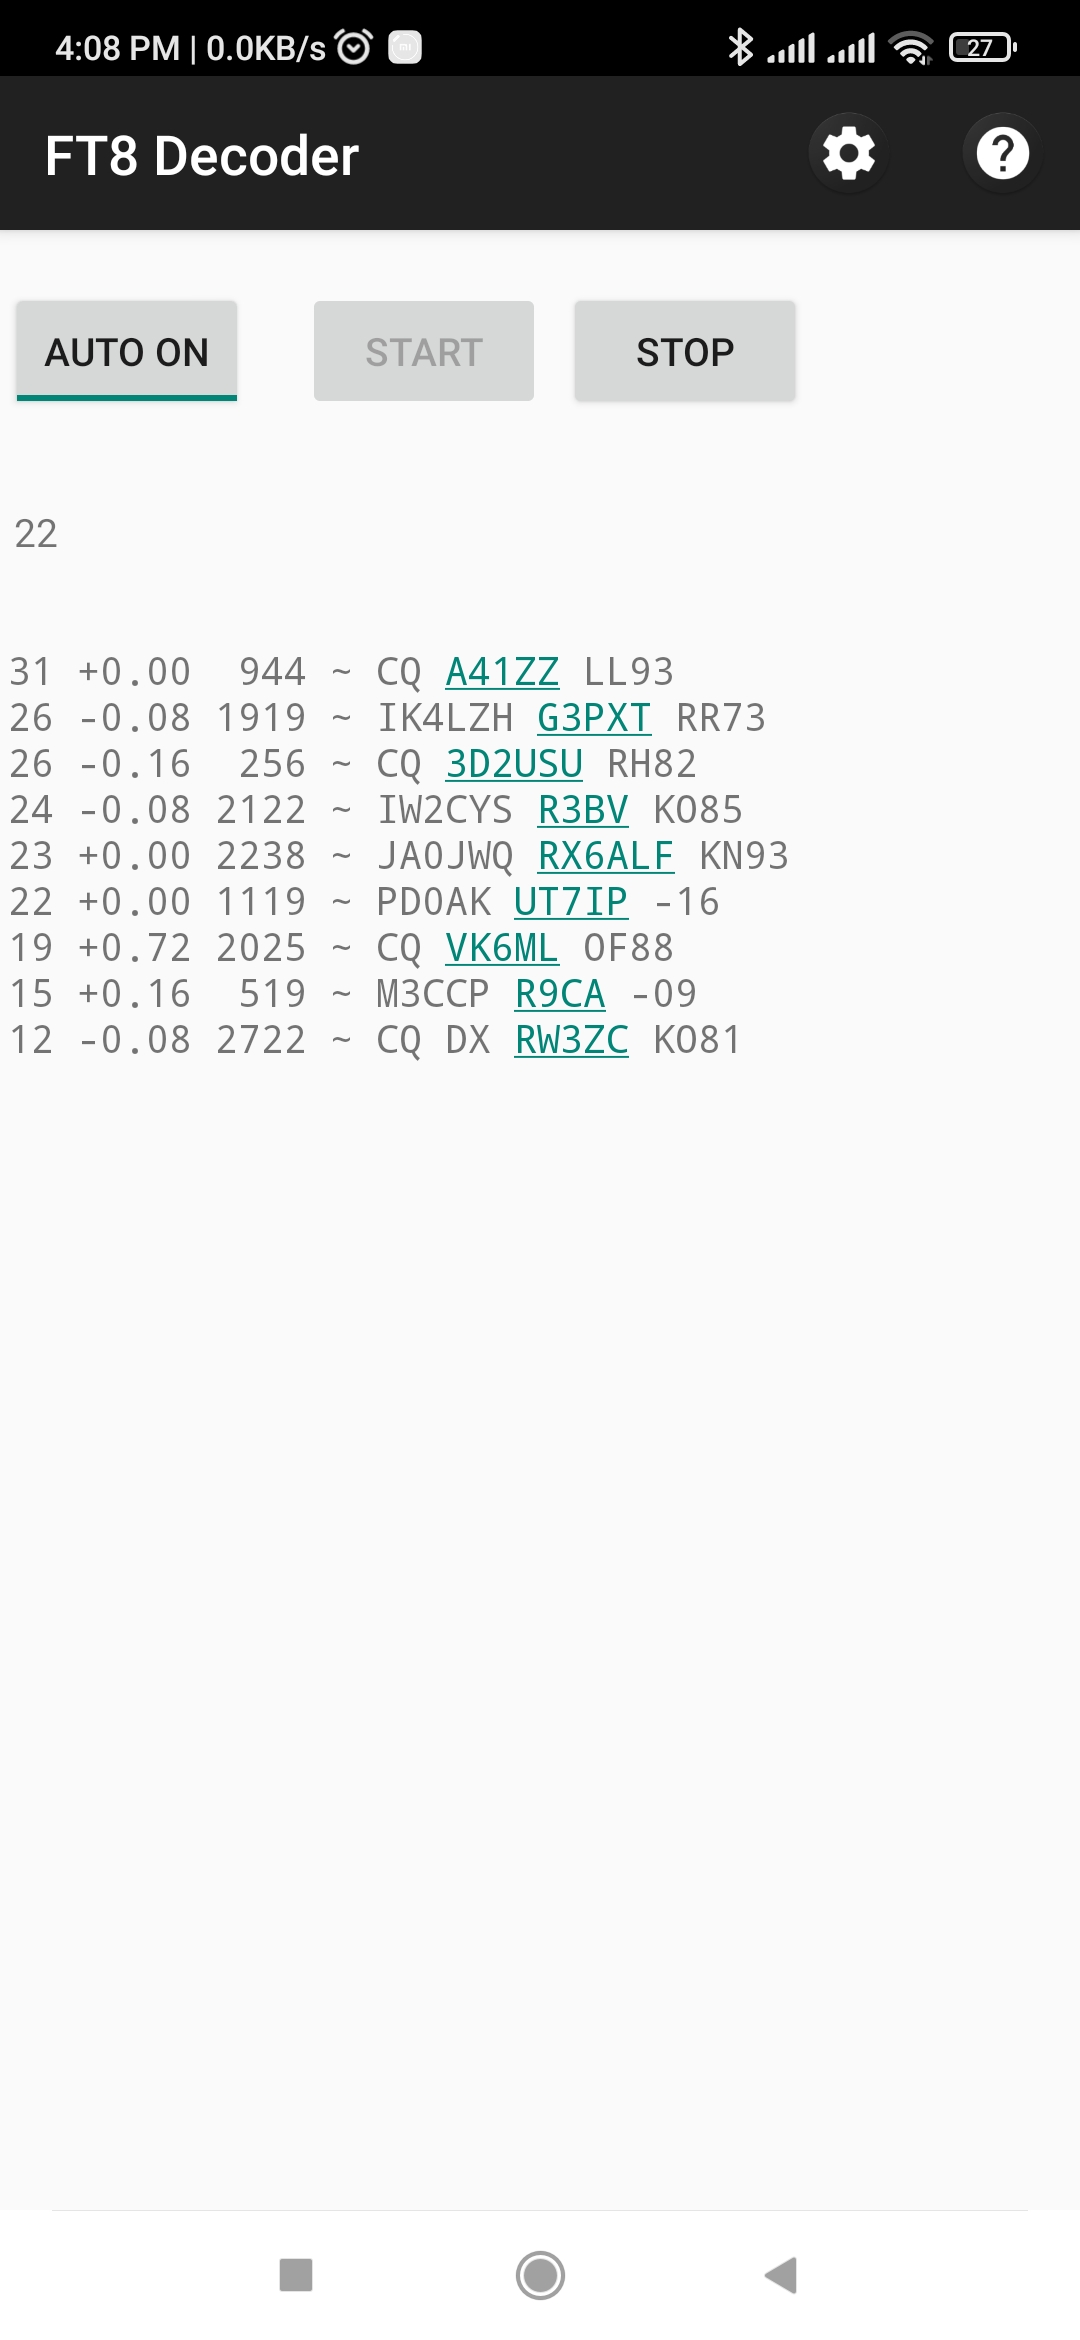 4:08 PM | 0.0KB/s 27
FT8 Decoder
AUTO ON START STOP
22
31 +0.00  944 ~ CQ A41ZZ LL93
26 -0.08 1919 ~ IK4LZH G3PXT RR73
26 -0.16  256 ~ CQ 3D2USU RH82
24 -0.08 2122 ~ IW2CYS R3BV KO85
23 +0.00 2238 ~ JA0JWQ RX6ALF KN93
22 +0.00 1119 ~ PD0AK UT7IP -16
19 +0.72 2025 ~ CQ VK6ML OF88
15 +0.16  519 ~ M3CCP R9CA -09
12 -0.08 2722 ~ CQ DX RW3ZC KO81